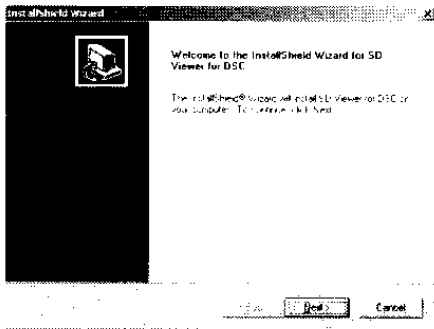 InstallShield Wizard
Welcome to the InstallShield Wizard for SD
Viewer for DSC
The InstallShield® Wizard will install SD Viewer for DSC on
your computer. To continue, click Next.
Next >
Cancel